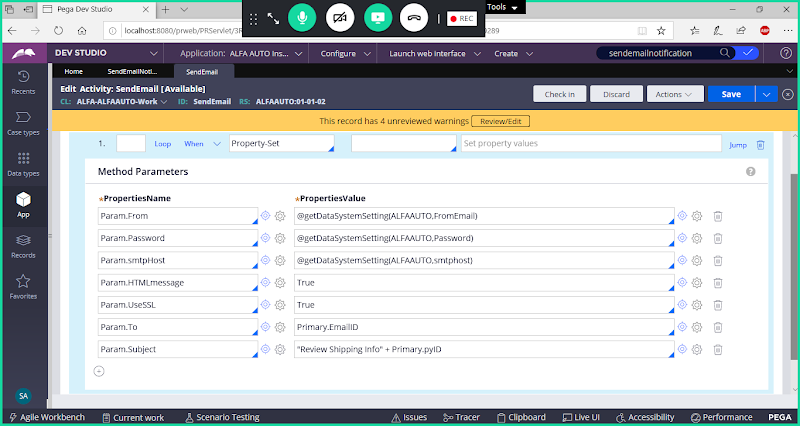 Pega Dev Studio
Tools
REC
localhost:8080/prweb/PRServlet/3F
0289
ABP
DEV STUDIO
Application: ALFA AUTO Ins...
Configure
Launch web interface
Create
sendemailnotification
Home
SendEmailNoti...
SendEmail
Recents
Case types
Data types
App
Records
Favorites
SA
Edit Activity: SendEmail [Available]
CL: ALFA-ALFAAUTO-Work ID: SendEmail RS: ALFAAUTO:01-01-02
Check in
Discard
Actions
Save
This record has 4 unreviewed warnings Review/Edit
1. Loop When Property-Set Set property values Jump
Method Parameters
*PropertiesName *PropertiesValue
Param.From @getDataSystemSetting(ALFAAUTO,FromEmail)
Param.Password @getDataSystemSetting(ALFAAUTO,Password)
Param.smtpHost @getDataSystemSetting(ALFAAUTO,smtphost)
Param.HTMLmessage True
Param.UseSSL True
Param.To Primary.EmailID
Param.Subject "Review Shipping Info" + Primary.pyID
Agile Workbench Current work Scenario Testing Issues Tracer Clipboard Live UI Accessibility Performance PEGA